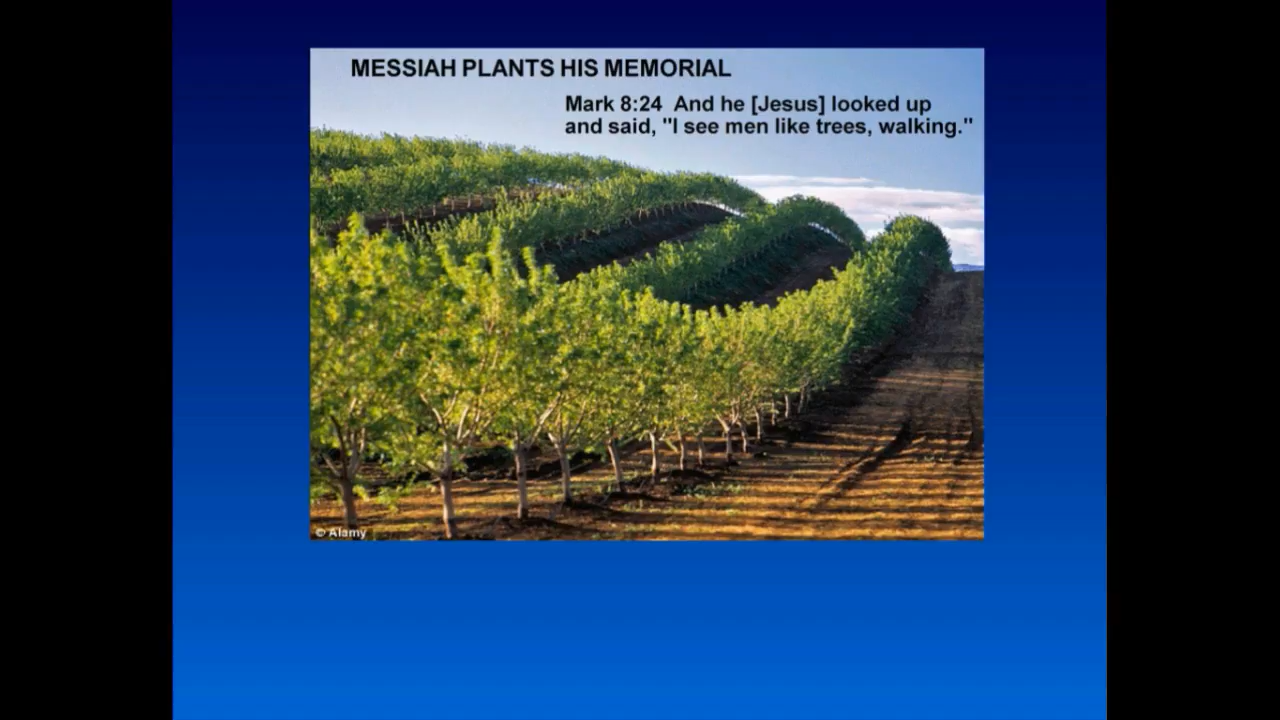 MESSIAH PLANTS HIS MEMORIAL
Mark 8:24  And he [Jesus] looked up
and said, "I see men like trees, walking."
© Alamy